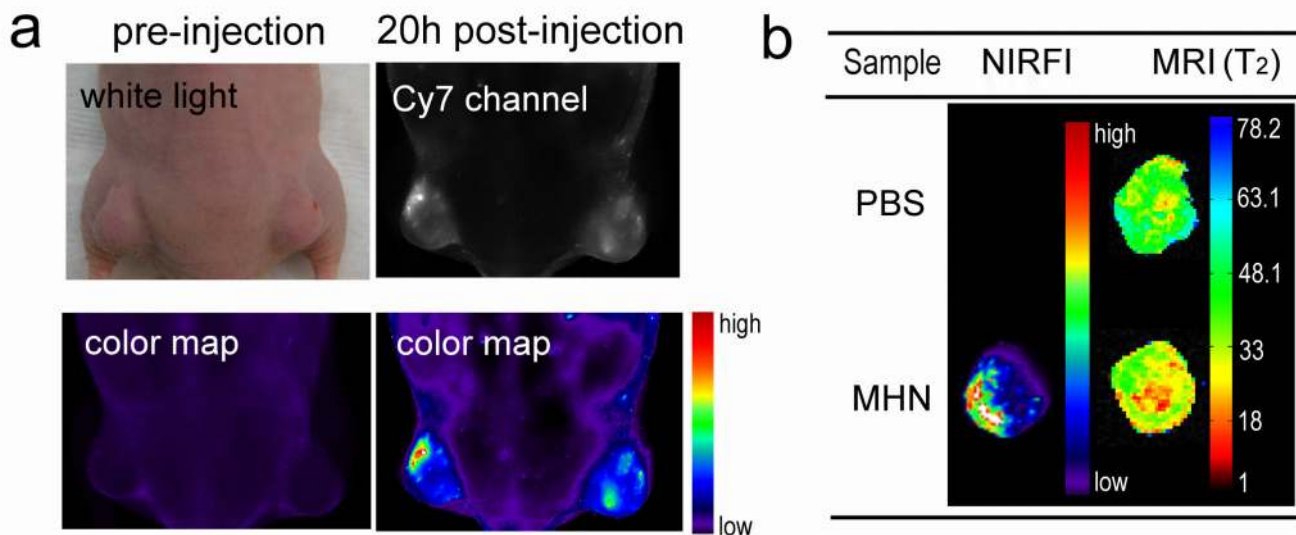 a
pre-injection
20h post-injection
white light
Cy7 channel
color map
color map
high
low
b
Sample NIRFI MRI (T2)
PBS
MHN
high
low
78.2
63.1
48.1
33
18
1